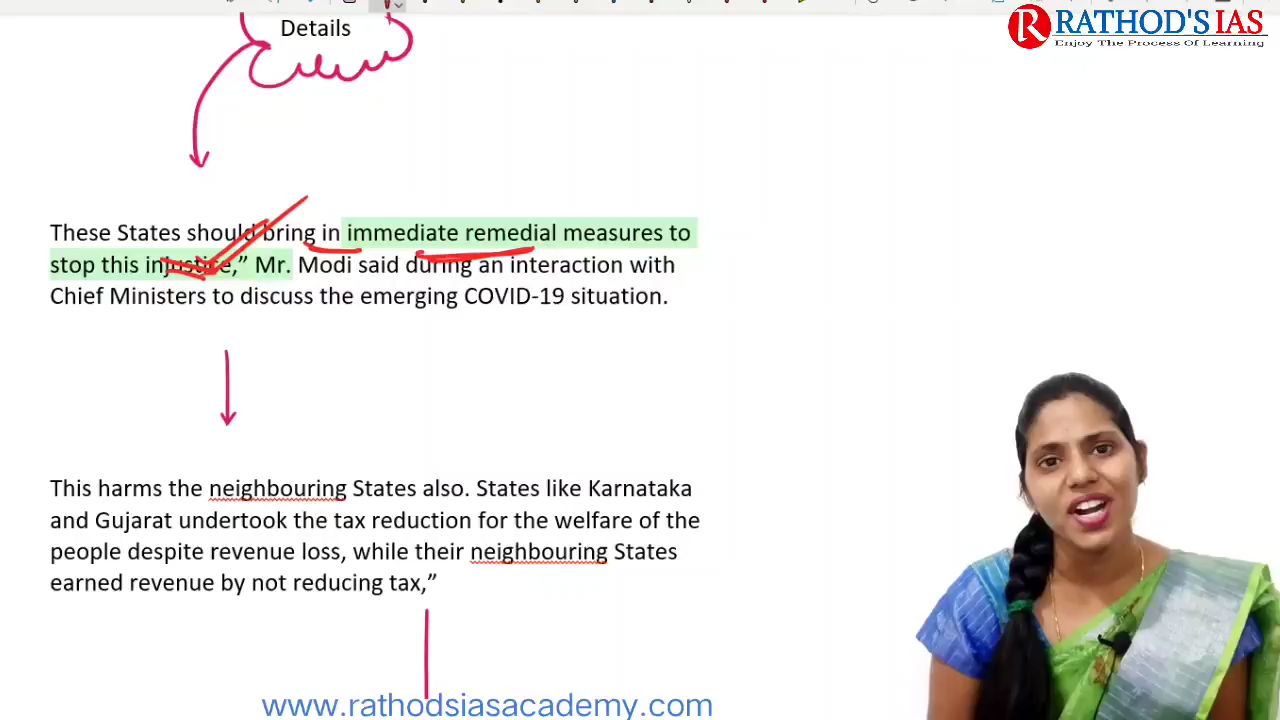 RATHOD'S IAS
Enjoy The Process Of Learning
Details
These States should bring in immediate remedial measures to
stop this injustice,” Mr. Modi said during an interaction with
Chief Ministers to discuss the emerging COVID-19 situation.
This harms the neighbouring States also. States like Karnataka
and Gujarat undertook the tax reduction for the welfare of the
people despite revenue loss, while their neighbouring States
earned revenue by not reducing tax,”
www.rathodsiasacademy.com